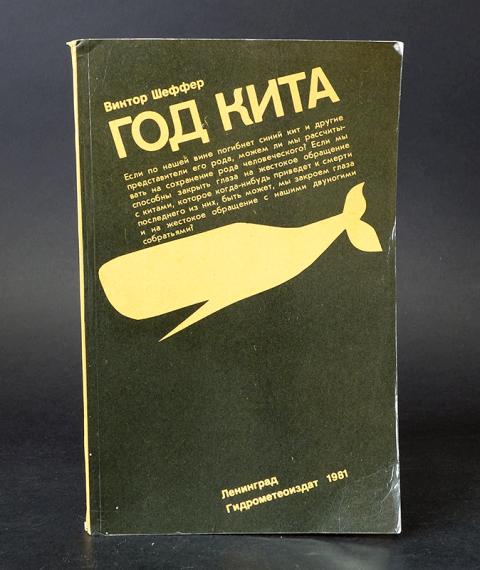 Виктор Шеффер
ГОД КИТА
Если по нашей вине погибнет синий кит и другие
представители его рода, можем ли мы рассчиты-
вать на сохранение рода человеческого? Если мы
способны закрыть глаза на жестокое обращение
с китами, которое когда-нибудь приведет к смерти
последнего из них, быть может, мы закроем глаза
и на жестокое обращение с нашими двуногими
собратьями?
Ленинград
Гидрометеоиздат 1981